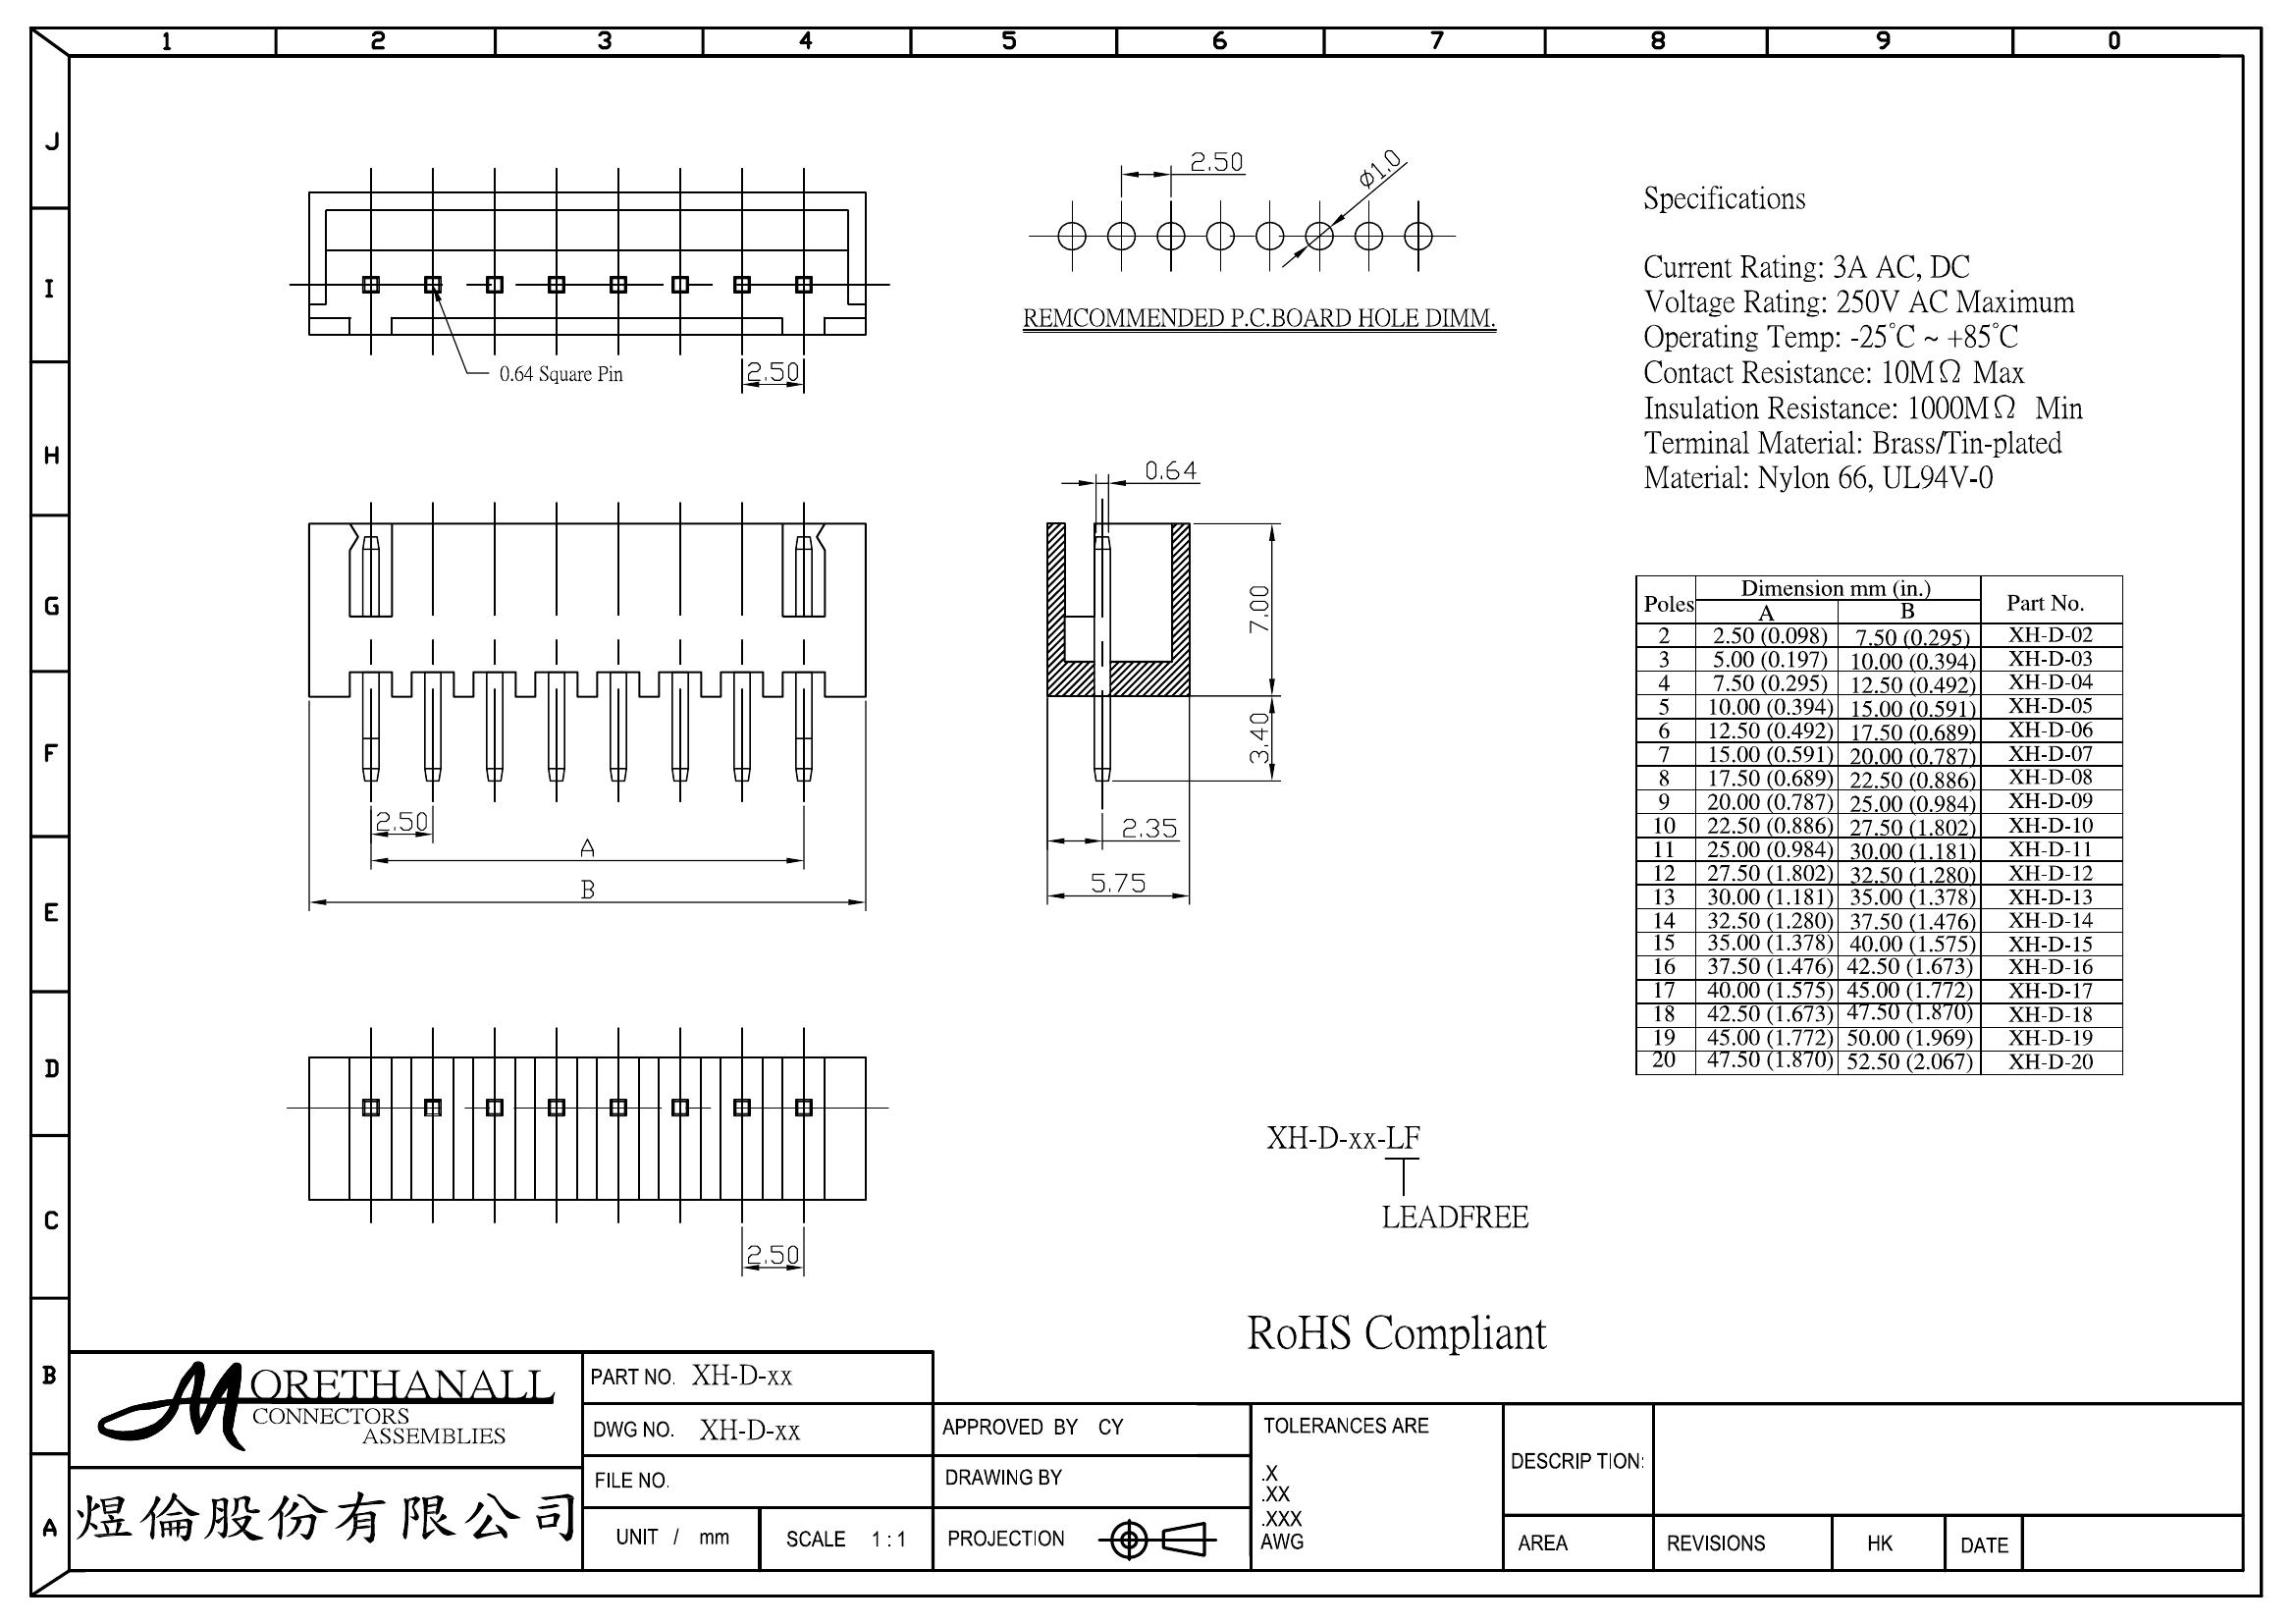 1 2 3 4 5 6 7 8 9 0
J
I
H
G
F
E
D
C
B
A
2.50
0.64 Square Pin
2.50
Ø1.0
REMCOMMENDED P.C.BOARD HOLE DIMM.
Specifications
Current Rating: 3A AC, DC
Voltage Rating: 250V AC Maximum
Operating Temp: -25°C ~ +85°C
Contact Resistance: 10MΩ Max
Insulation Resistance: 1000MΩ Min
Terminal Material: Brass/Tin-plated
Material: Nylon 66, UL94V-0
2.50
A
B
0.64
7.00
3.40
2.35
5.75
Poles Dimension mm (in.) Part No.
A B
2 2.50 (0.098) 7.50 (0.295) XH-D-02
3 5.00 (0.197) 10.00 (0.394) XH-D-03
4 7.50 (0.295) 12.50 (0.492) XH-D-04
5 10.00 (0.394) 15.00 (0.591) XH-D-05
6 12.50 (0.492) 17.50 (0.689) XH-D-06
7 15.00 (0.591) 20.00 (0.787) XH-D-07
8 17.50 (0.689) 22.50 (0.886) XH-D-08
9 20.00 (0.787) 25.00 (0.984) XH-D-09
10 22.50 (0.886) 27.50 (1.802) XH-D-10
11 25.00 (0.984) 30.00 (1.181) XH-D-11
12 27.50 (1.802) 32.50 (1.280) XH-D-12
13 30.00 (1.181) 35.00 (1.378) XH-D-13
14 32.50 (1.280) 37.50 (1.476) XH-D-14
15 35.00 (1.378) 40.00 (1.575) XH-D-15
16 37.50 (1.476) 42.50 (1.673) XH-D-16
17 40.00 (1.575) 45.00 (1.772) XH-D-17
18 42.50 (1.673) 47.50 (1.870) XH-D-18
19 45.00 (1.772) 50.00 (1.969) XH-D-19
20 47.50 (1.870) 52.50 (2.067) XH-D-20
2.50
XH-D-xx-LF
LEADFREE
RoHS Compliant
MORETHANALL
CONNECTORS
ASSEMBLIES
煜倫股份有限公司
PART NO. XH-D-xx
DWG NO. XH-D-xx
FILE NO.
UNIT / mm
SCALE 1 : 1
APPROVED BY CY
DRAWING BY
PROJECTION
TOLERANCES ARE
.X
.XX
.XXX
AWG
DESCRIP TION:
AREA
REVISIONS
HK
DATE